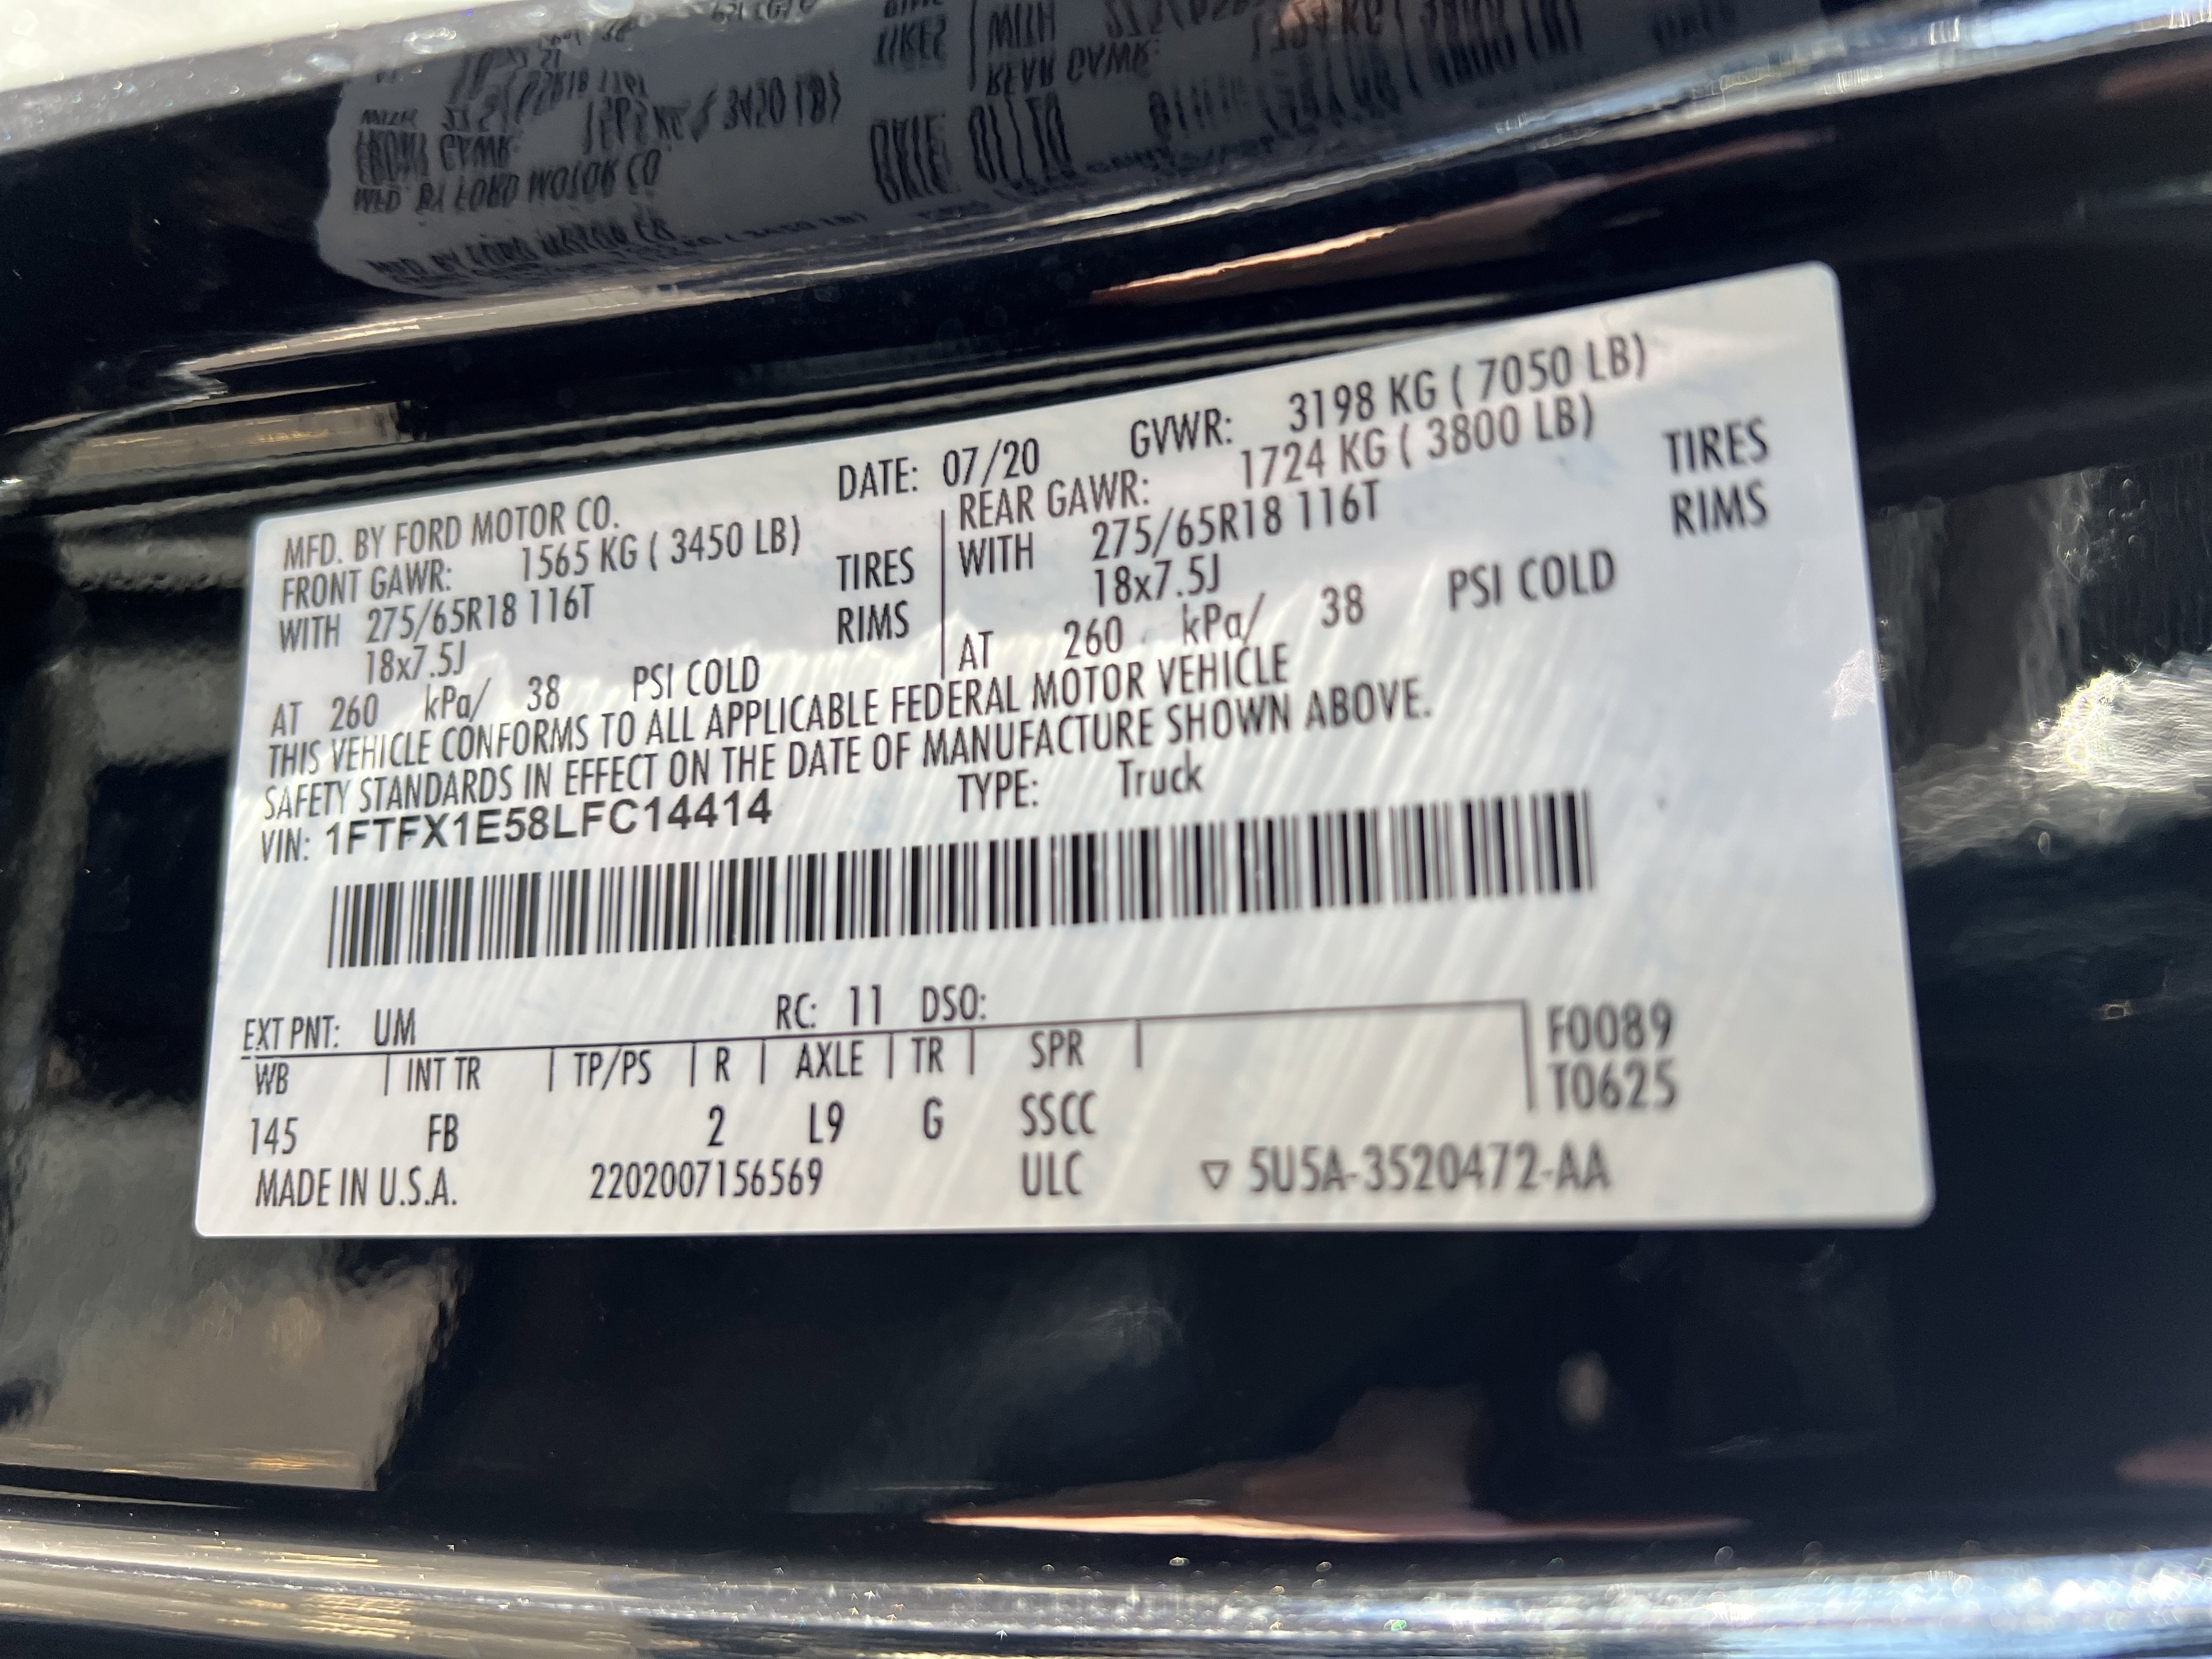 MFD. BY FORD MOTOR CO. DATE: 07/20 GVWR: 3198 KG ( 7050 LB)
FRONT GAWR: 1565 KG ( 3450 LB)
WITH 275/65R18 116T TIRES
18x7.5J RIMS
AT 260 kPa/ 38 PSI COLD
REAR GAWR: 1724 KG ( 3800 LB)
WITH 275/65R18 116T TIRES
18x7.5J RIMS
AT 260 kPa/ 38 PSI COLD
THIS VEHICLE CONFORMS TO ALL APPLICABLE FEDERAL MOTOR VEHICLE
SAFETY STANDARDS IN EFFECT ON THE DATE OF MANUFACTURE SHOWN ABOVE.
VIN: 1FTFX1E58LFC14414 TYPE: Truck
EXT PNT: UM RC: 11 DSO:
WB | INT TR | TP/PS | R | AXLE | TR | SPR |
145 FB 2 L9 G SSCC
F0089
T0625
MADE IN U.S.A. 2202007156569 ULC ▽ 5U5A-3520472-AA